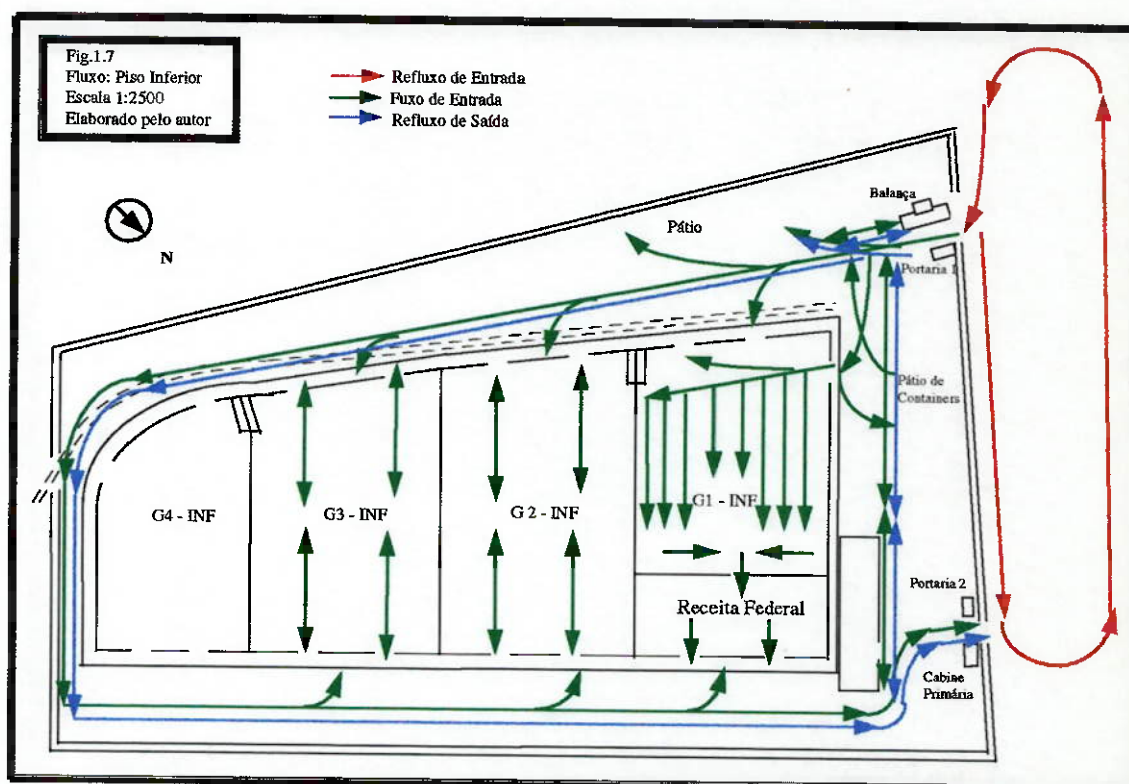 Fig.1.7
Fluxo: Piso Inferior
Escala 1:2500
Elaborado pelo autor
Refluxo de Entrada
Fuxo de Entrada
Refluxo de Saída
N
Balança
Pátio
Portaria 1
Pátio de
Containers
G4 - INF
G3 - INF
G 2 - INF
G1 - INF
Receita Federal
Portaria 2
Cabine
Primária